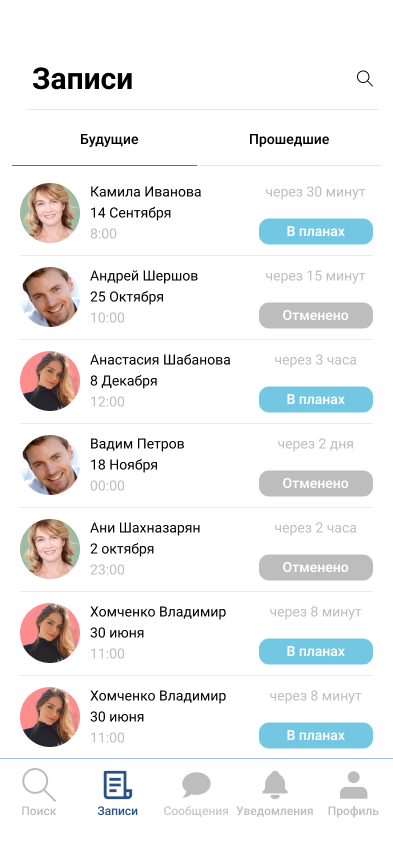 Записи
Будущие Прошедшие
Камила Иванова через 30 минут
14 Сентября
8:00 В планах
Андрей Шершов через 15 минут
25 Октября
10:00 Отменено
Анастасия Шабанова через 3 часа
8 Декабря
12:00 В планах
Вадим Петров через 2 дня
18 Ноября
00:00 Отменено
Ани Шахназарян через 2 часа
2 октября
23:00 Отменено
Хомченко Владимир через 8 минут
30 июня
11:00 В планах
Хомченко Владимир через 8 минут
30 июня
11:00 В планах
Поиск Записи Сообщения Уведомления Профиль